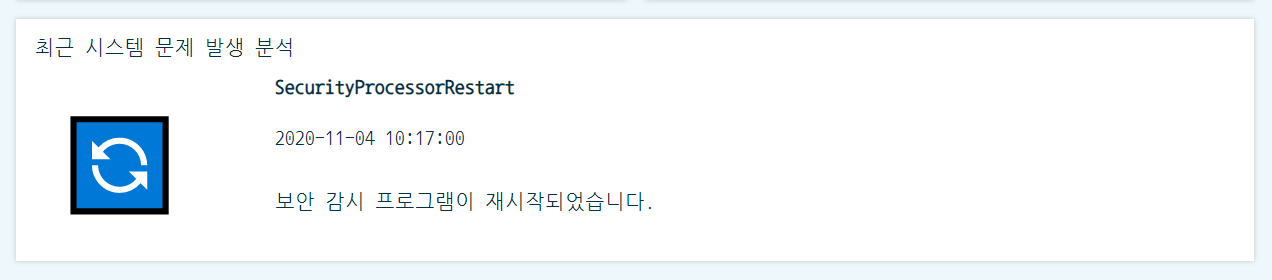 최근 시스템 문제 발생 분석
SecurityProcessorRestart
2020-11-04 10:17:00
보안 감시 프로그램이 재시작되었습니다.